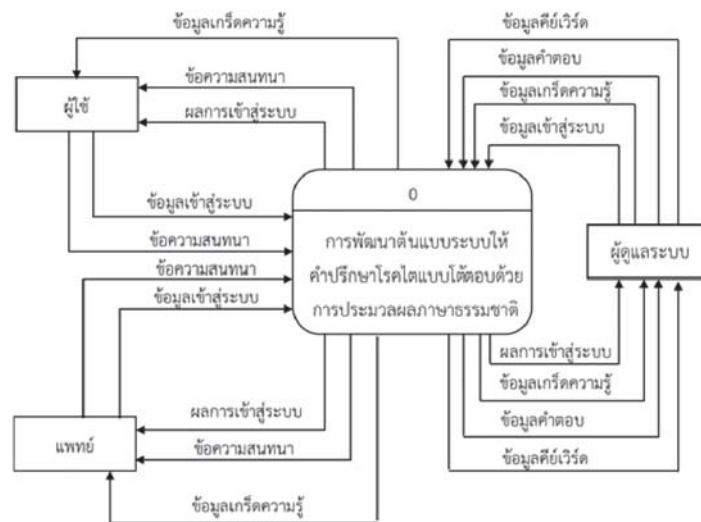 ข้อมูลเกร็ดความรู้
ข้อความสนทนา
ผู้ใช้
ผลการเข้าสู่ระบบ
ข้อมูลเข้าสู่ระบบ
ข้อความสนทนา
ข้อความสนทนา
ข้อมูลเข้าสู่ระบบ
ผลการเข้าสู่ระบบ
แพทย์
ข้อความสนทนา
ข้อมูลเกร็ดความรู้
0
การพัฒนาต้นแบบระบบให้
คำปรึกษาโรคไตแบบโต้ตอบด้วย
การประมวลผลภาษาธรรมชาติ
ข้อมูลคีย์เวิร์ด
ข้อมูลคำตอบ
ข้อมูลเกร็ดความรู้
ข้อมูลเข้าสู่ระบบ
ผู้ดูแลระบบ
ผลการเข้าสู่ระบบ
ข้อมูลเกร็ดความรู้
ข้อมูลคำตอบ
ข้อมูลคีย์เวิร์ด